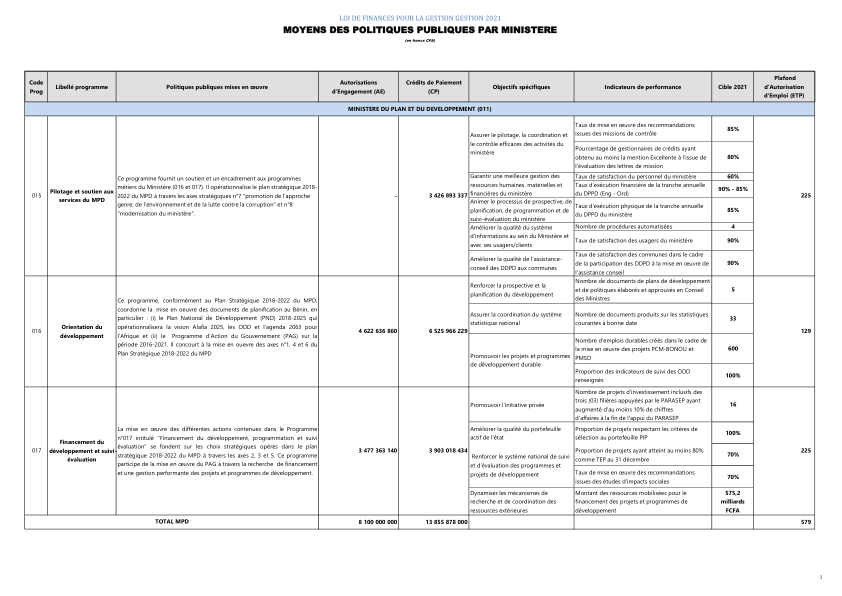 LOI DE FINANCES POUR LA GESTION GESTION 2021
MOYENS DES POLITIQUES PUBLIQUES PAR MINISTERE
(en francs CFA)
Code
Prog
Libellé programme
Politiques publiques mises en œuvre
Autorisations
d'Engagement (AE)
Crédits de Paiement
(CP)
Objectifs spécifiques
Indicateurs de performance
Cible 2021
Plafond
d'Autorisation
d'Emploi (ETP)
MINISTERE DU PLAN ET DU DEVELOPPEMENT (011)
015
Pilotage et soutien aux
services du MPD
Ce programme fournit un soutien et un encadrement aux programmes
métiers du Ministère (016 et 017). Il opérationnalise le plan stratégique 2018-
2022 du MPD à travers les axes stratégiques n°7 "promotion de l'approche
genre, de l'environnement et de la lutte contre la corruption" et n°8
"modernisation du ministère".
-
3 426 893 337
Assurer le pilotage, la coordination et
le contrôle efficaces des activités du
ministère
Taux de mise en œuvre des recommandations
issues des missions de contrôle
85%
Pourcentage de gestionnaires de crédits ayant
obtenu au moins la mention Excellente à l'issue de
l'évaluation des lettres de mission
80%
Garantir une meilleure gestion des
ressources humaines, matérielles et
financières du ministère
Taux de satisfaction du personnel du ministère
60%
Taux d'exécution financière de la tranche annuelle
du DPPD (Eng - Ord)
90% - 85%
Animer le processus de prospective, de
planification, de programmation et de
suivi-évaluation du ministère
Taux d'exécution physique de la tranche annuelle
du DPPD du ministère
85%
Améliorer la qualité du système
d'informations au sein du Ministère et
avec ses usagers/clients
Nombre de procédures automatisées
4
Taux de satisfaction des usagers du ministère
90%
Améliorer la qualité de l'assistance-
conseil des DDPD aux communes
Taux de satisfaction des communes dans le cadre
de la participation des DDPD à la mise en œuvre de
l'assistance conseil
90%
225
016
Orientation du
développement
Ce programme, conformément au Plan Stratégique 2018-2022 du MPD,
coordonne la mise en œuvre des documents de planification au Bénin, en
particulier : (i) le Plan National de Développement (PND) 2018-2025 qui
opérationnalisera la vision Alafia 2025, les ODD et l'agenda 2063 pour
l'Afrique et (ii) le Programme d'Action du Gouvernement (PAG) sur la
période 2016-2021. Il concourt à la mise en ouevre des axes n°1, 4 et 6 du
Plan Stratégique 2018-2022 du MPD
4 622 636 860
6 525 966 229
Renforcer la prospective et la
planification du développement
Nombre de documents de plans de développement
et de politiques élaborés et approuvés en Conseil
des Ministres
5
Assurer la coordination du système
statistique national
Nombre de documents produits sur les statistiques
courantes à bonne date
33
Promouvoir les projets et programmes
de développement durable
Nombre d'emplois durables créés dans le cadre de
la mise en œuvre des projets PCM-BONOU et
PMSD
600
Proportion des indicateurs de suivi des ODD
renseignés
100%
129
017
Financement du
développement et suivi-
évaluation
La mise en œuvre des différentes actions contenues dans le Programme
n°017 intitulé "Financement du développement, programmation et suivi
évaluation" se fondent sur les choix stratégiques opérés dans le plan
stratégique 2018-2022 du MPD à travers les axes 2, 3 et 5. Ce programme
participe de la mise en œuvre du PAG à travers la recherche de financement
et une gestion performante des projets et programmes de développement.
3 477 363 140
3 903 018 434
Promouvoir l'initiative privée
Nombre de projets d'investissement inclusifs des
trois (03) filières appuyées par le PARASEP ayant
augmenté d'au moins 10% de chiffres
d'affaires à la fin de l'appui du PARASEP
16
Améliorer la qualité du portefeuille
actif de l'état
Proportion de projets respectant les critères de
sélection au portefeuille PIP
100%
Renforcer le système national de suivi
et d'évaluation des programmes et
projets de développement
Proportion de projets ayant atteint au moins 80%
comme TEP au 31 décembre
70%
Taux de mise en œuvre des recommandations
issues des études d'impacts sociales
70%
Dynamiser les mécanismes de
recherche et de coordination des
ressources extérieures
Montant des ressources mobilisées pour le
financement des projets et programmes de
développement
575,2
milliards
FCFA
225
TOTAL MPD
8 100 000 000
13 855 878 000
579
3